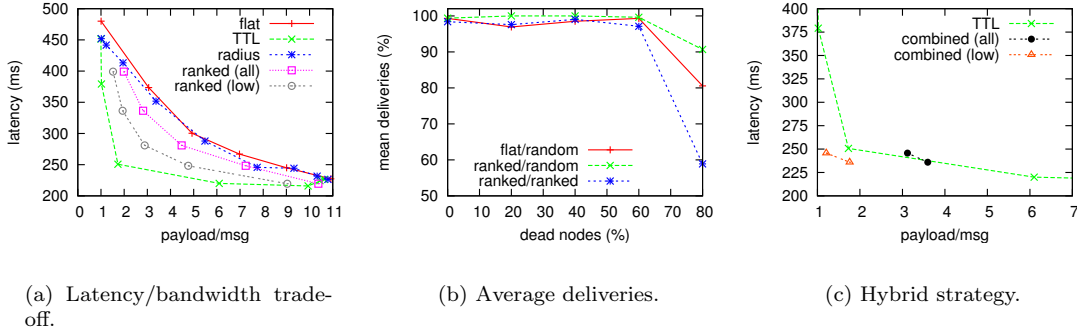 500
450
400
350
300
250
200
latency (ms)
0 1 2 3 4 5 6 7 8 9 10 11
payload/msg
flat
TTL
radius
ranked (all)
ranked (low)
100
90
80
70
60
50
mean deliveries (%)
0 10 20 30 40 50 60 70 80
dead nodes (%)
flat/random
ranked/random
ranked/ranked
400
375
350
325
300
275
250
225
200
latency (ms)
1 2 3 4 5 6 7
payload/msg
TTL
combined (all)
combined (low)
(a) Latency/bandwidth trade-
off.
(b) Average deliveries.
(c) Hybrid strategy.